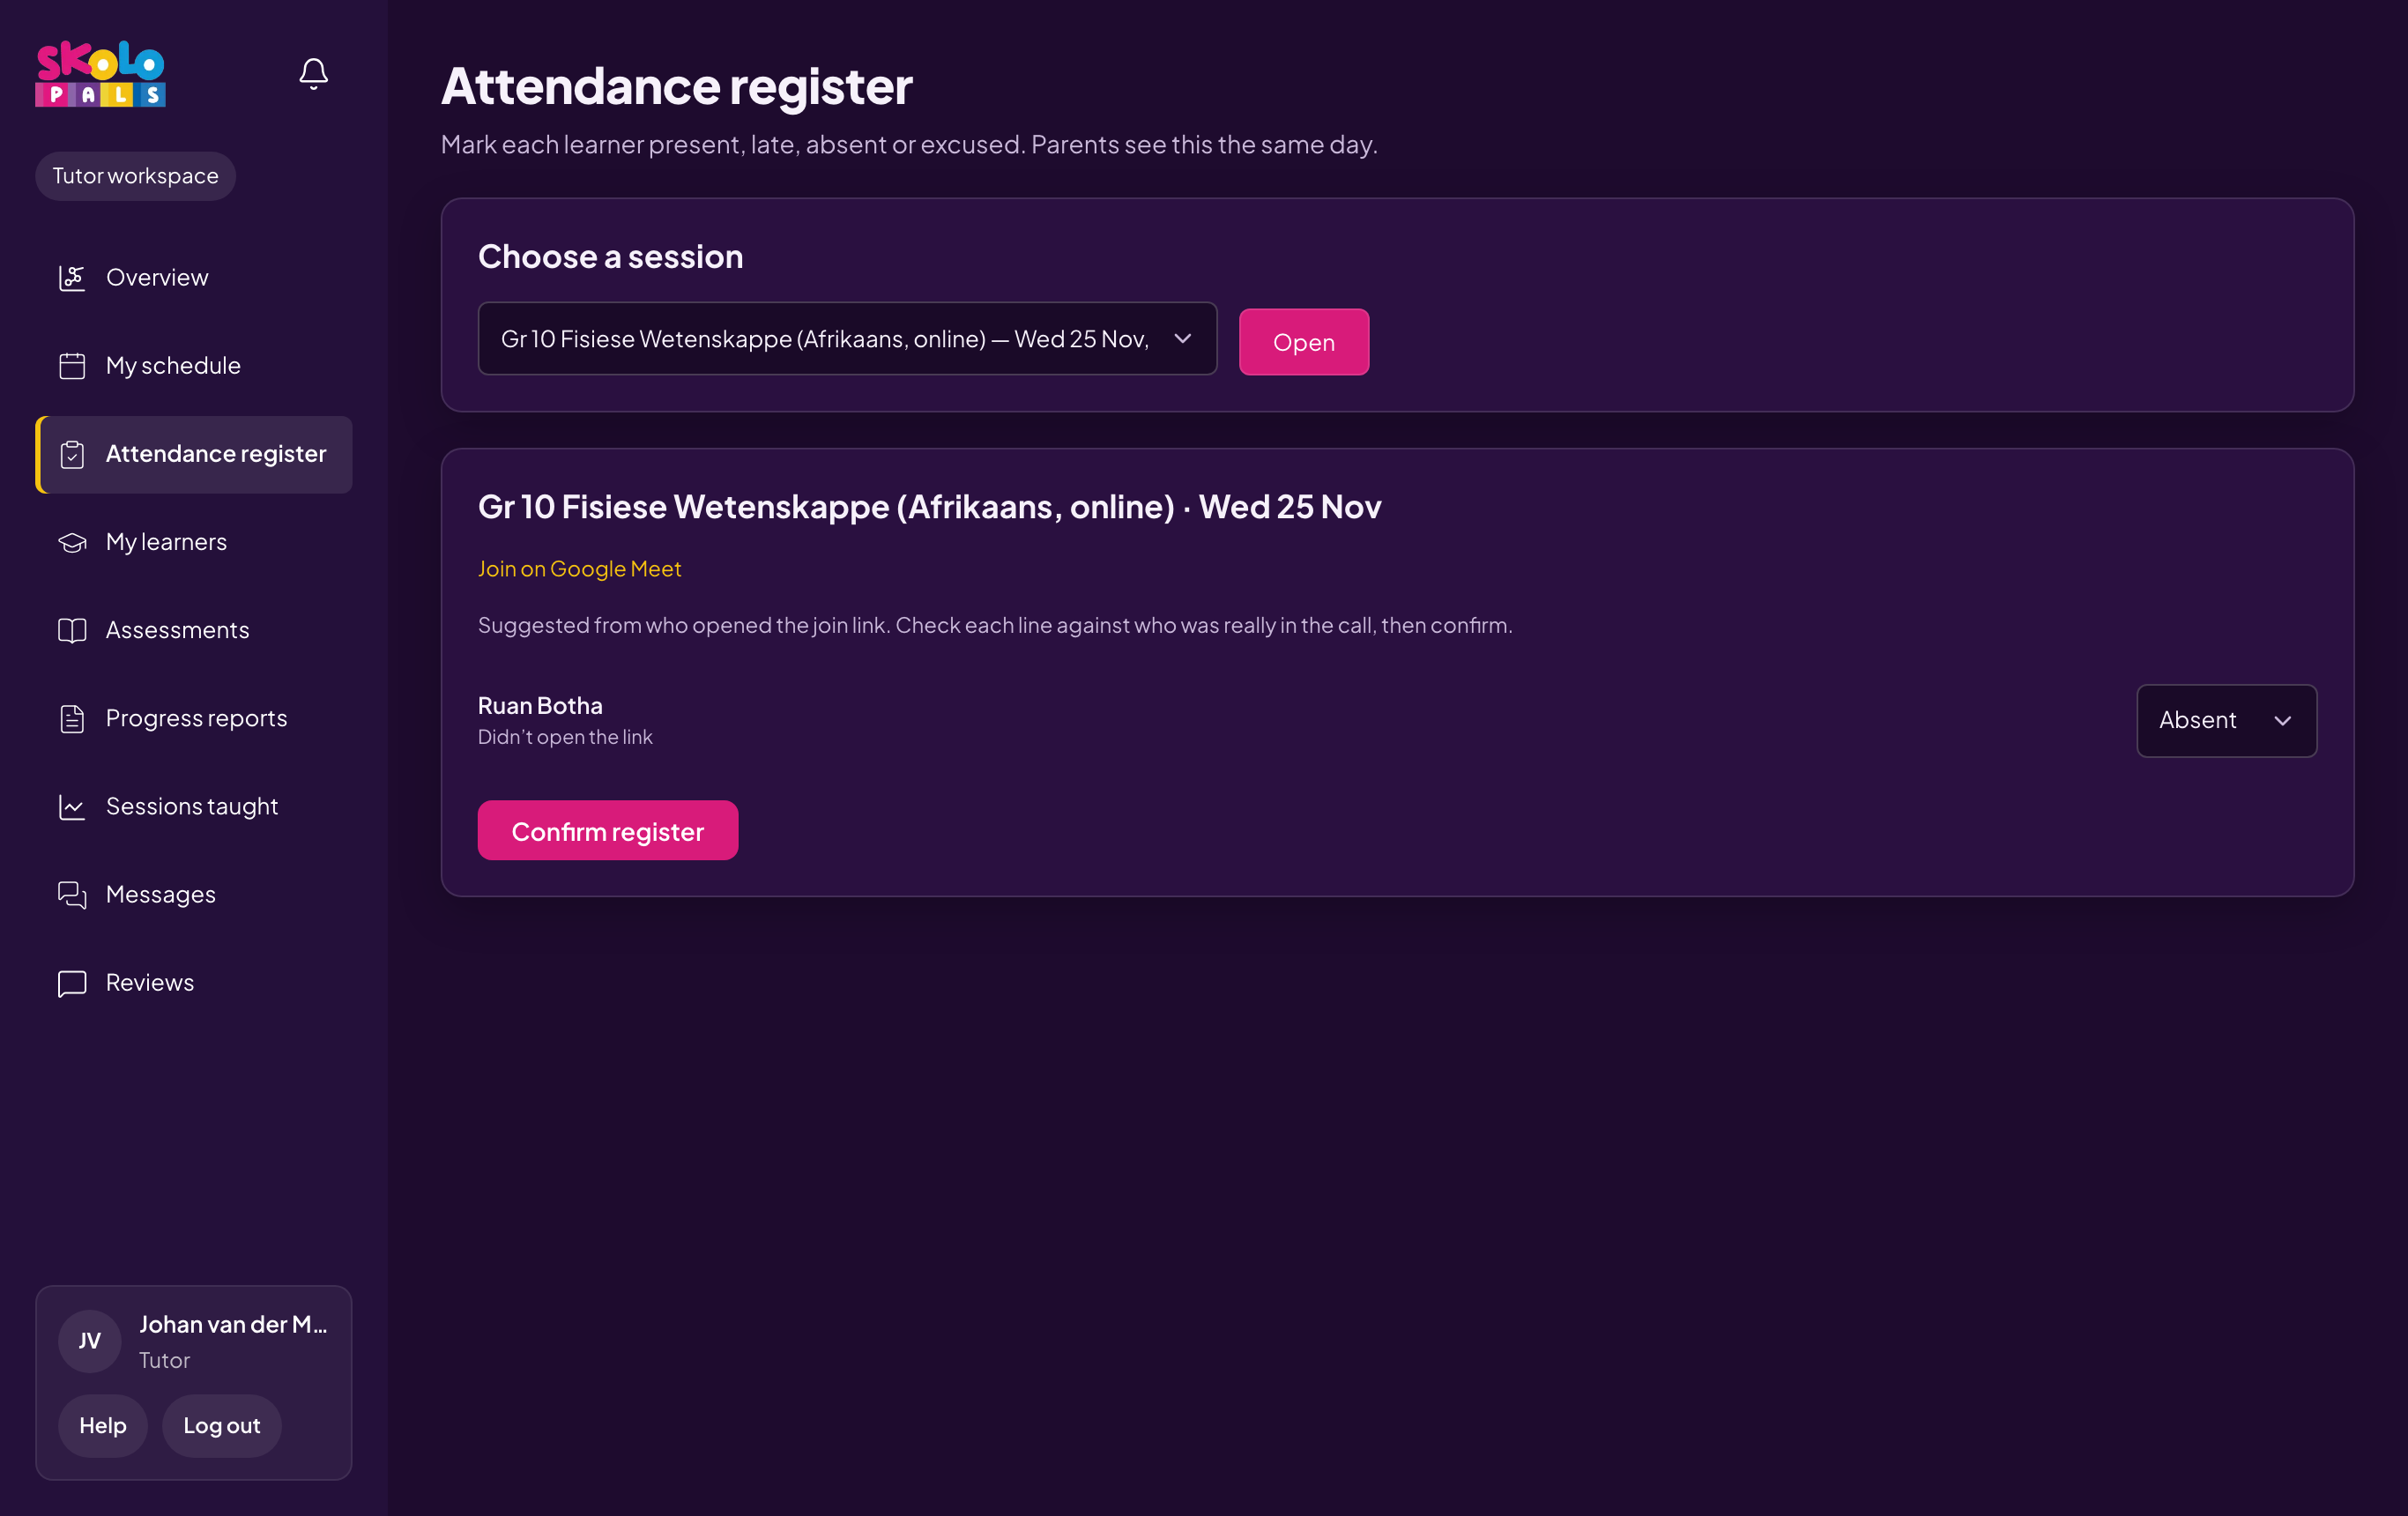 SKOLO
PALS
Tutor workspace
Overview
My schedule
Attendance register
My learners
Assessments
Progress reports
Sessions taught
Messages
Reviews
JV
Johan van der M...
Tutor
Help
Log out
Attendance register
Mark each learner present, late, absent or excused. Parents see this the same day.
Choose a session
Gr 10 Fisiese Wetenskappe (Afrikaans, online) — Wed 25 Nov,
Open
Gr 10 Fisiese Wetenskappe (Afrikaans, online) · Wed 25 Nov
Join on Google Meet
Suggested from who opened the join link. Check each line against who was really in the call, then confirm.
Ruan Botha
Didn't open the link
Absent
Confirm register